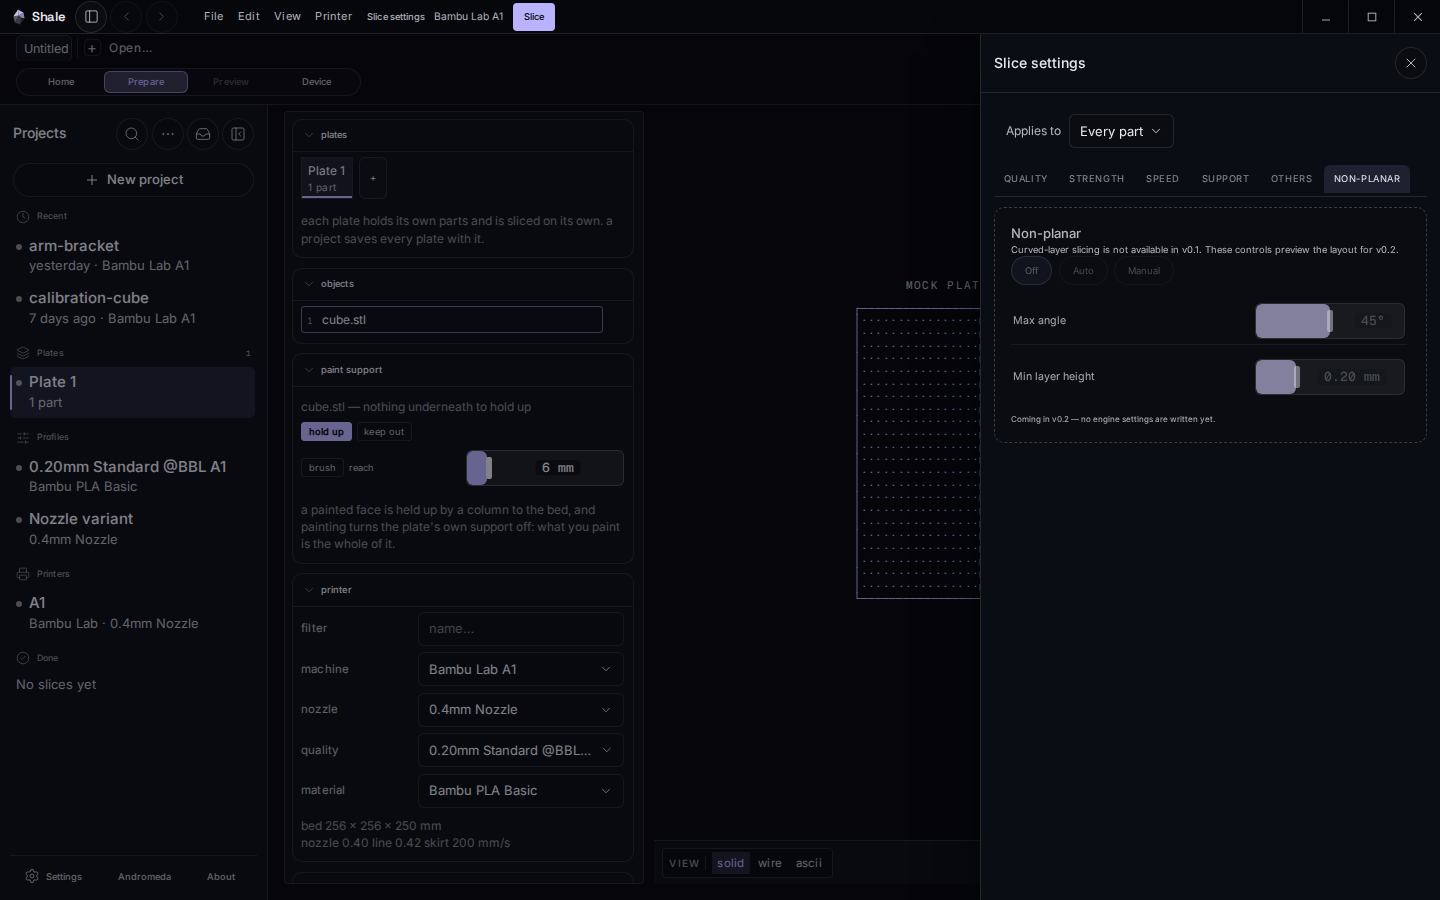 Shale
File Edit View Printer Slice settings Bambu Lab A1 Slice
Untitled + Open...
Home Prepare Preview Device
Projects
New project
Recent
arm-bracket
yesterday · Bambu Lab A1
calibration-cube
7 days ago · Bambu Lab A1
Plates 1
Plate 1
1 part
Profiles
0.20mm Standard @BBL A1
Bambu PLA Basic
Nozzle variant
0.4mm Nozzle
Printers
A1
Bambu Lab · 0.4mm Nozzle
Done
No slices yet
Settings Andromeda About
plates
Plate 1
1 part
+
each plate holds its own parts and is sliced on its own. a
project saves every plate with it.
objects
1 cube.stl
paint support
cube.stl — nothing underneath to hold up
hold up keep out
brush reach 6 mm
a painted face is held up by a column to the bed, and
painting turns the plate's own support off: what you paint
is the whole of it.
printer
filter name...
machine Bambu Lab A1
nozzle 0.4mm Nozzle
quality 0.20mm Standard @BBL...
material Bambu PLA Basic
bed 256 × 256 × 250 mm
nozzle 0.40 line 0.42 skirt 200 mm/s
MOCK PLAT
VIEW solid wire ascii
Slice settings
Applies to Every part
QUALITY STRENGTH SPEED SUPPORT OTHERS NON-PLANAR
Non-planar
Curved-layer slicing is not available in v0.1. These controls preview the layout for v0.2.
Off Auto Manual
Max angle 45°
Min layer height 0.20 mm
Coming in v0.2 — no engine settings are written yet.